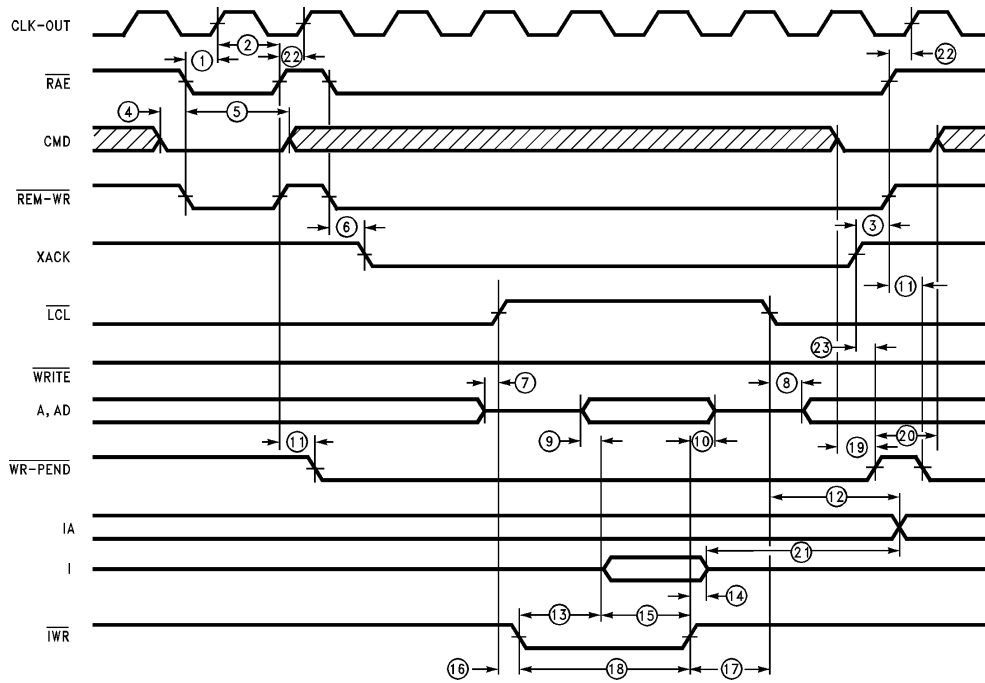 CLK-OUT
1 2 22 22
RAE
4 5
CMD
REM-WR
6 3
XACK
11
LCL
23
WRITE
7 8
A, AD
11 9 10 19 20
WR-PEND
12
IA
21
I
14
13 15
IWR
16 18 17